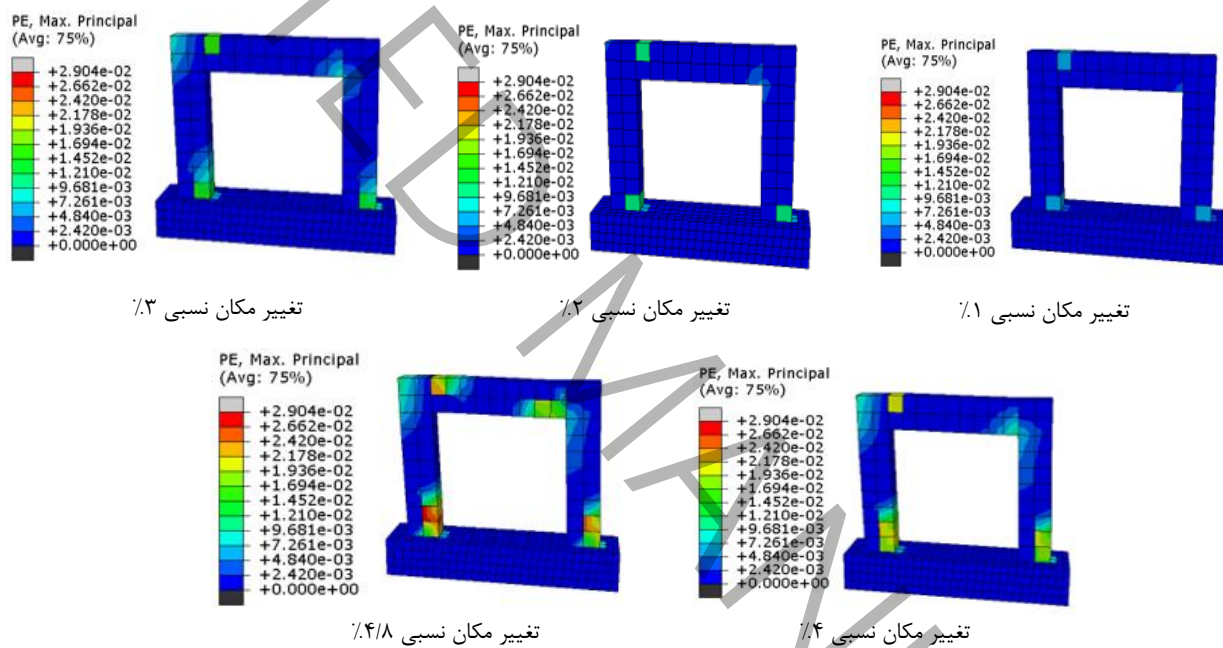 PE, Max. Principal
(Avg: 75%)
+2.904e-02
+2.662e-02
+2.420e-02
+2.178e-02
+1.936e-02
+1.694e-02
+1.452e-02
+1.210e-02
+9.681e-03
+7.261e-03
+4.840e-03
+2.420e-03
+0.000e+00
تغییر مکان نسبی ۱٪
PE, Max. Principal
(Avg: 75%)
+2.904e-02
+2.662e-02
+2.420e-02
+2.178e-02
+1.936e-02
+1.694e-02
+1.452e-02
+1.210e-02
+9.681e-03
+7.261e-03
+4.840e-03
+2.420e-03
+0.000e+00
تغییر مکان نسبی ۲٪
PE, Max. Principal
(Avg: 75%)
+2.904e-02
+2.662e-02
+2.420e-02
+2.178e-02
+1.936e-02
+1.694e-02
+1.452e-02
+1.210e-02
+9.681e-03
+7.261e-03
+4.840e-03
+2.420e-03
+0.000e+00
تغییر مکان نسبی ۳٪
PE, Max. Principal
(Avg: 75%)
+2.904e-02
+2.662e-02
+2.420e-02
+2.178e-02
+1.936e-02
+1.694e-02
+1.452e-02
+1.210e-02
+9.681e-03
+7.261e-03
+4.840e-03
+2.420e-03
+0.000e+00
تغییر مکان نسبی ۴٪
PE, Max. Principal
(Avg: 75%)
+2.904e-02
+2.662e-02
+2.420e-02
+2.178e-02
+1.936e-02
+1.694e-02
+1.452e-02
+1.210e-02
+9.681e-03
+7.261e-03
+4.840e-03
+2.420e-03
+0.000e+00
تغییر مکان نسبی ۴/۸٪